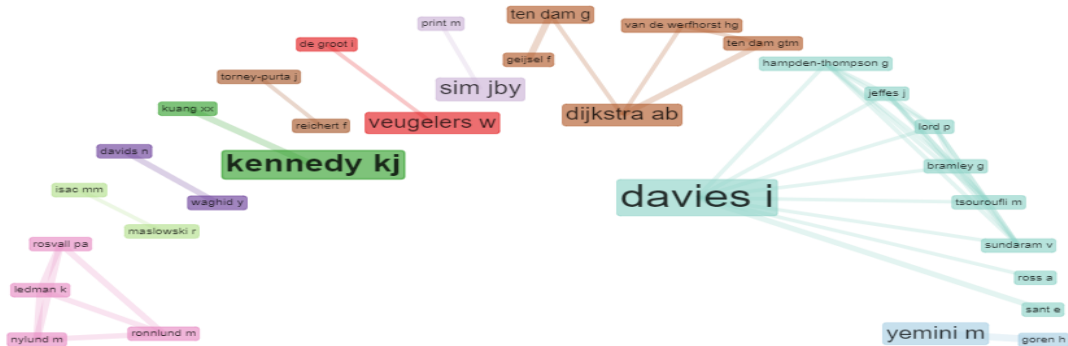 ten dam g
print m
van de werfhorst hg
de groot i
ten dam gtm
geijsel f
hampden-thompson g
torney-purta j
sim jby
jeffes j
kuang xx
dijkstra ab
reichert f
veugelers w
lord p
davids n
kennedy kj
bramley g
isac mm
davies i
waghid y
tsouroufli m
maslowski r
rosvall pa
sundaram v
ross a
ledman k
sant e
ronnlund m
yemini m
nylund m
goren h